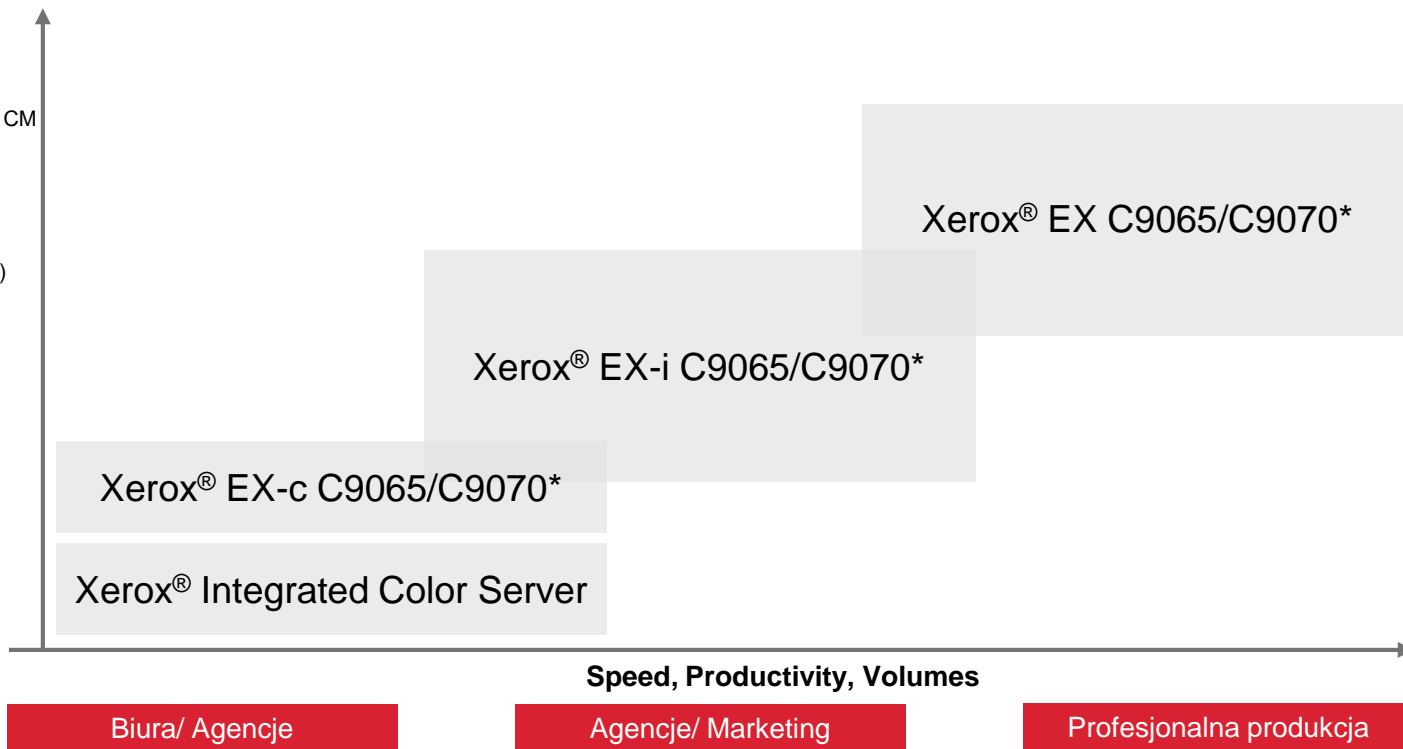 CM
Xerox® EX C9065/C9070*
)
Xerox® EX-i C9065/C9070*
Xerox® EX-c C9065/C9070*
Xerox® Integrated Color Server
Speed, Productivity, Volumes
Biura/ Agencje
Agencje/ Marketing
Profesjonalna produkcja